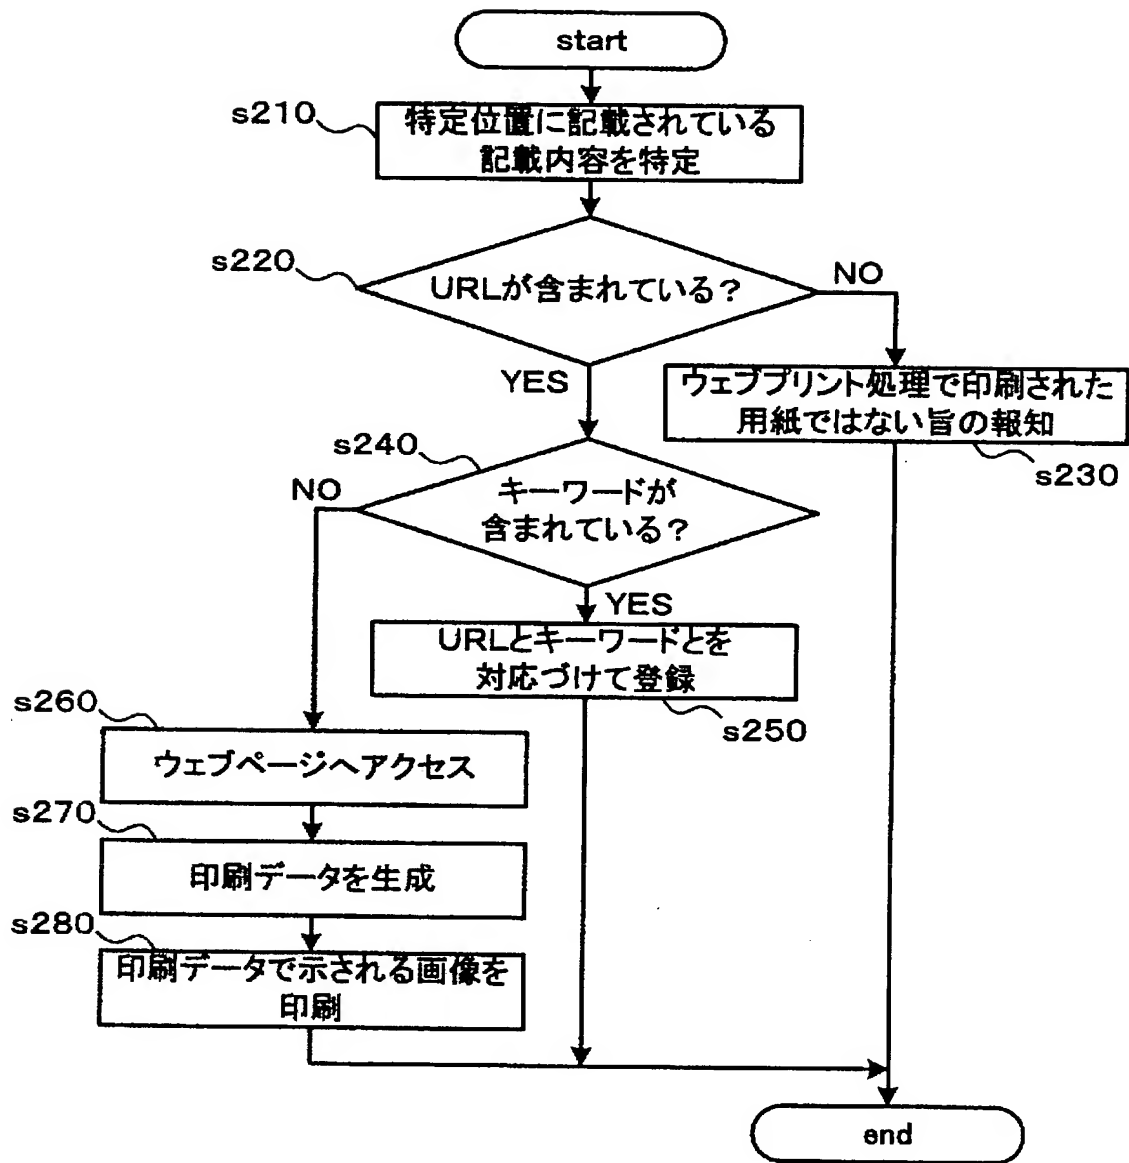 start
s210
特定位置に記載されている
記載内容を特定
s220
URLが含まれている？
NO
YES
ウェブプリント処理で印刷された
用紙ではない旨の報知
s230
s240
NO
キーワードが
含まれている？
YES
URLとキーワードとを
対応づけて登録
s250
s260
ウェブページへアクセス
s270
印刷データを生成
s280
印刷データで示される画像を
印刷
end